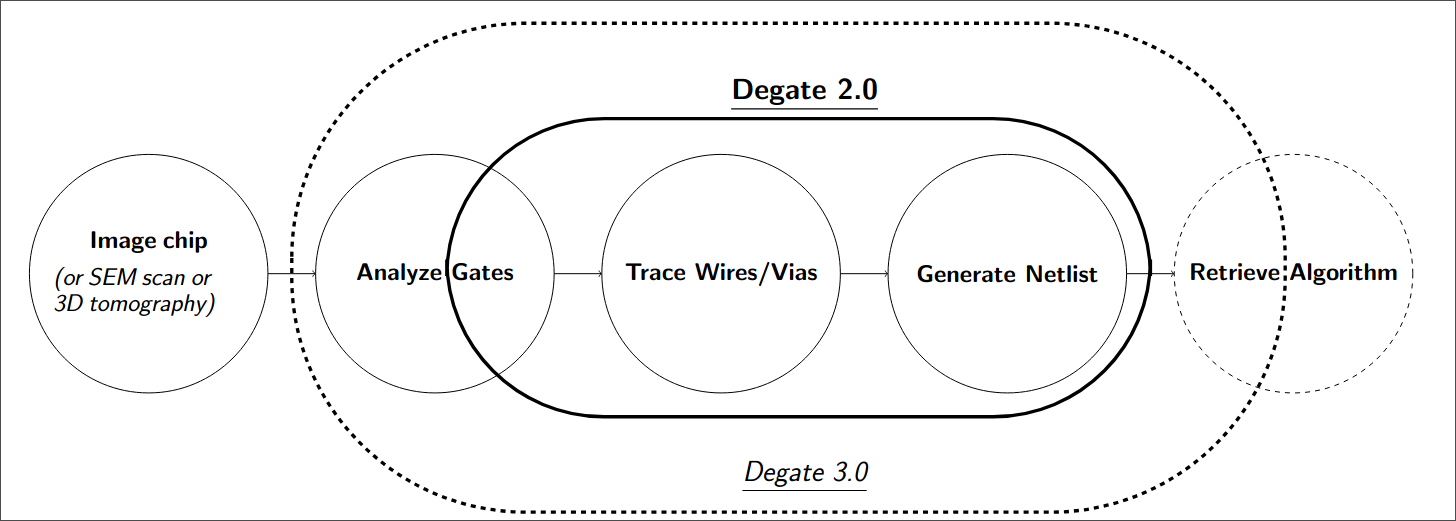 Degate 2.0
Image chip
(or SEM scan or
3D tomography)
Analyze Gates
Trace Wires/Vias
Generate Netlist
Retrieve Algorithm
Degate 3.0